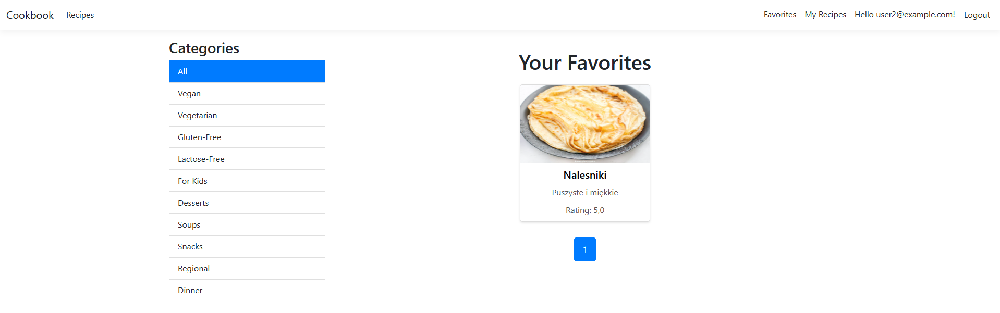 Cookbook Recipes Favorites My Recipes Hello user2@example.com! Logout
Categories
All
Vegan
Vegetarian
Gluten-Free
Lactose-Free
For Kids
Desserts
Soups
Snacks
Regional
Dinner
Your Favorites
Nalesniki
Puszyste i miękkie
Rating: 5,0
1